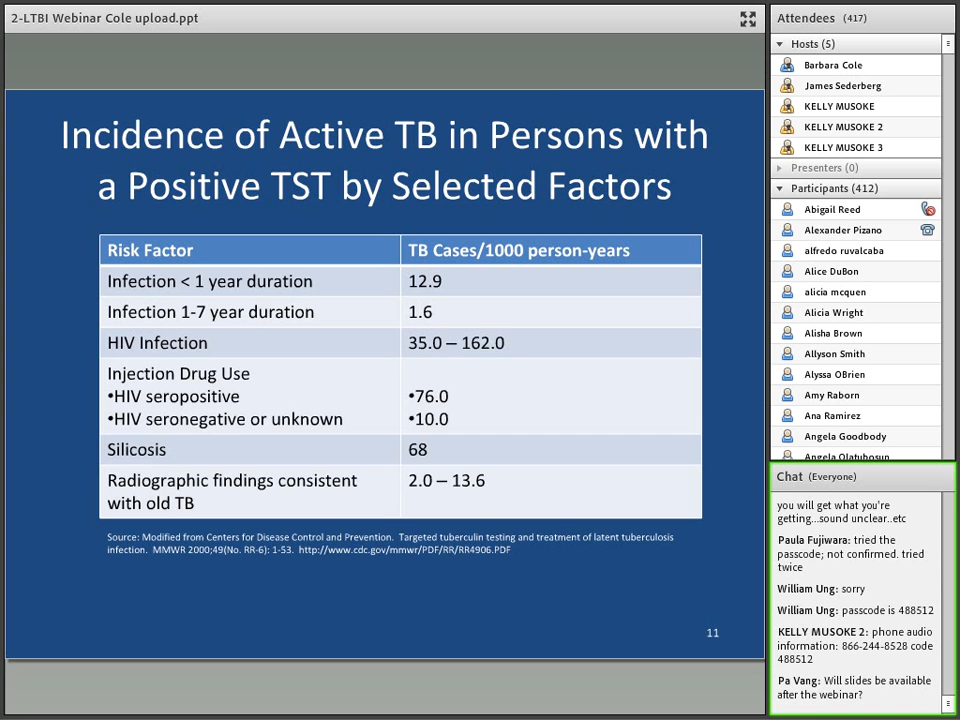 2-LTBI Webinar Cole upload.ppt
Incidence of Active TB in Persons with
a Positive TST by Selected Factors
Risk Factor TB Cases/1000 person-years
Infection < 1 year duration 12.9
Infection 1-7 year duration 1.6
HIV Infection 35.0 – 162.0
Injection Drug Use
•HIV seropositive •76.0
•HIV seronegative or unknown •10.0
Silicosis 68
Radiographic findings consistent 2.0 – 13.6
with old TB
Source: Modified from Centers for Disease Control and Prevention. Targeted tuberculin testing and treatment of latent tuberculosis
infection. MMWR 2000;49(No. RR-6): 1-53. http://www.cdc.gov/mmwr/PDF/RR/RR4906.PDF
11
Attendees (417)
Hosts (5)
Barbara Cole
James Sederberg
KELLY MUSOKE
KELLY MUSOKE 2
KELLY MUSOKE 3
Presenters (0)
Participants (412)
Abigail Reed
Alexander Pizano
alfredo ruvalcaba
Alice DuBon
alicia mcquen
Alicia Wright
Alisha Brown
Allyson Smith
Alyssa OBrien
Amy Raborn
Ana Ramirez
Angela Goodbody
Angela Olatubosun
Chat (Everyone)
you will get what you're
getting...sound unclear..etc
Paula Fujiwara: tried the
passcode; not confirmed. tried
twice
William Ung: sorry
William Ung: passcode is 488512
KELLY MUSOKE 2: phone audio
information: 866-244-8528 code
488512
Pa Vang: Will slides be available
after the webinar?